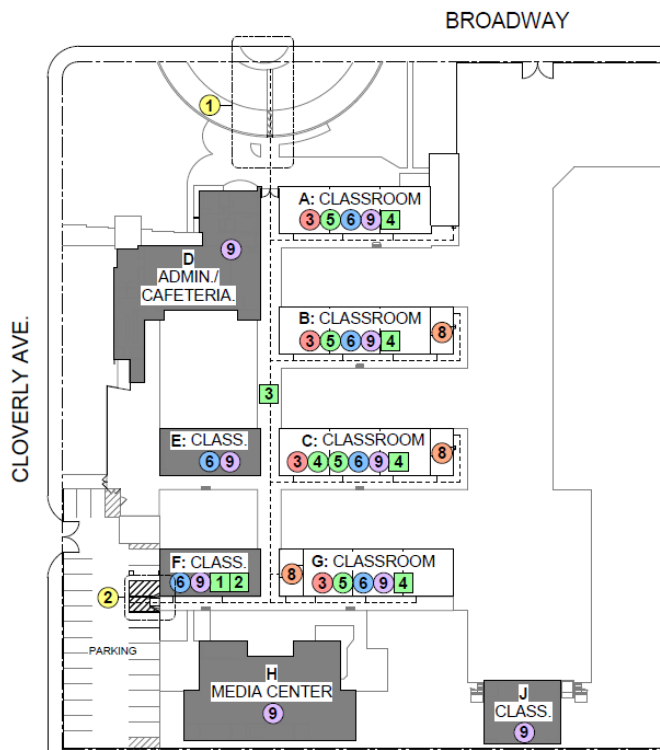 BROADWAY
1
A: CLASSROOM
3 5 6 9 4
9
D
ADMIN./
CAFETERIA.
B: CLASSROOM
3 5 6 9 4
8
CLOVERLY AVE.
3
E: CLASS.
6 9
C: CLASSROOM
3 4 5 6 9 4
8
F: CLASS.
6 9 1 2
8
G: CLASSROOM
3 5 6 9 4
2
PARKING
H
MEDIA CENTER
9
J
CLASS.
9